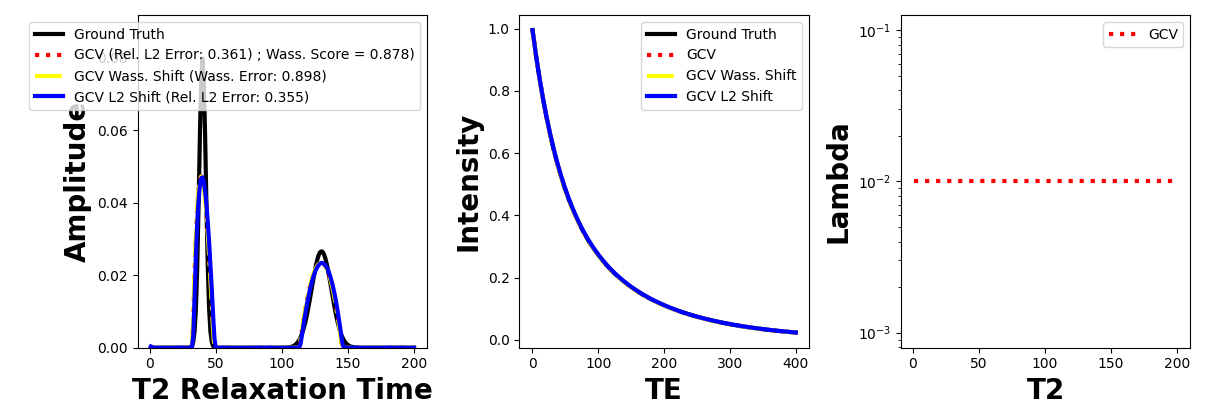 Ground Truth
GCV (Rel. L2 Error: 0.361) ; Wass. Score = 0.878)
GCV Wass. Shift (Wass. Error: 0.898)
GCV L2 Shift (Rel. L2 Error: 0.355)
Amplitude
0.08
0.06
0.04
0.02
0.00
0
50
100
150
200
T2 Relaxation Time
Ground Truth
GCV
GCV Wass. Shift
GCV L2 Shift
Intensity
1.0
0.8
0.6
0.4
0.2
0.0
0
100
200
300
400
TE
GCV
Lambda
10⁻¹
10⁻²
10⁻³
0
50
100
150
200
T2